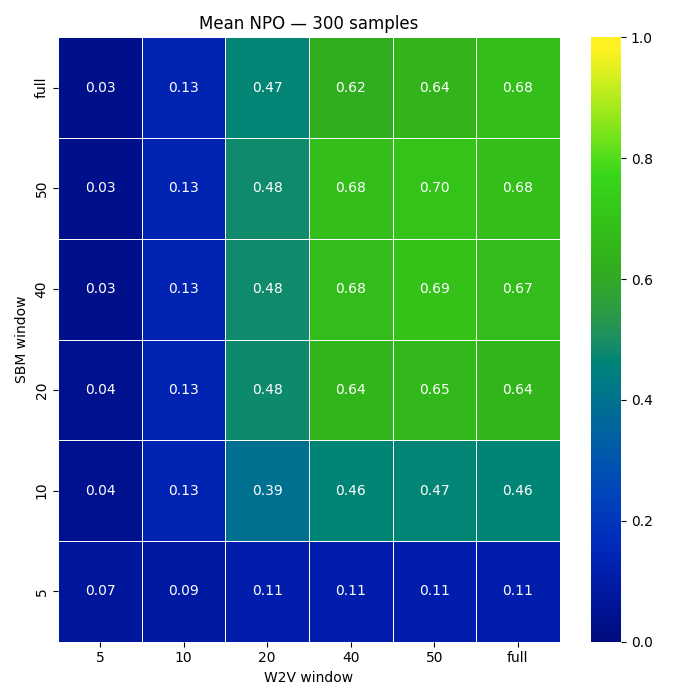 Mean NPO — 300 samples
full 0.03 0.13 0.47 0.62 0.64 0.68
50 0.03 0.13 0.48 0.68 0.70 0.68
40 0.03 0.13 0.48 0.68 0.69 0.67
20 0.04 0.13 0.48 0.64 0.65 0.64
10 0.04 0.13 0.39 0.46 0.47 0.46
5 0.07 0.09 0.11 0.11 0.11 0.11
5 10 20 40 50 full
W2V window
SBM window
1.0
0.8
0.6
0.4
0.2
0.0